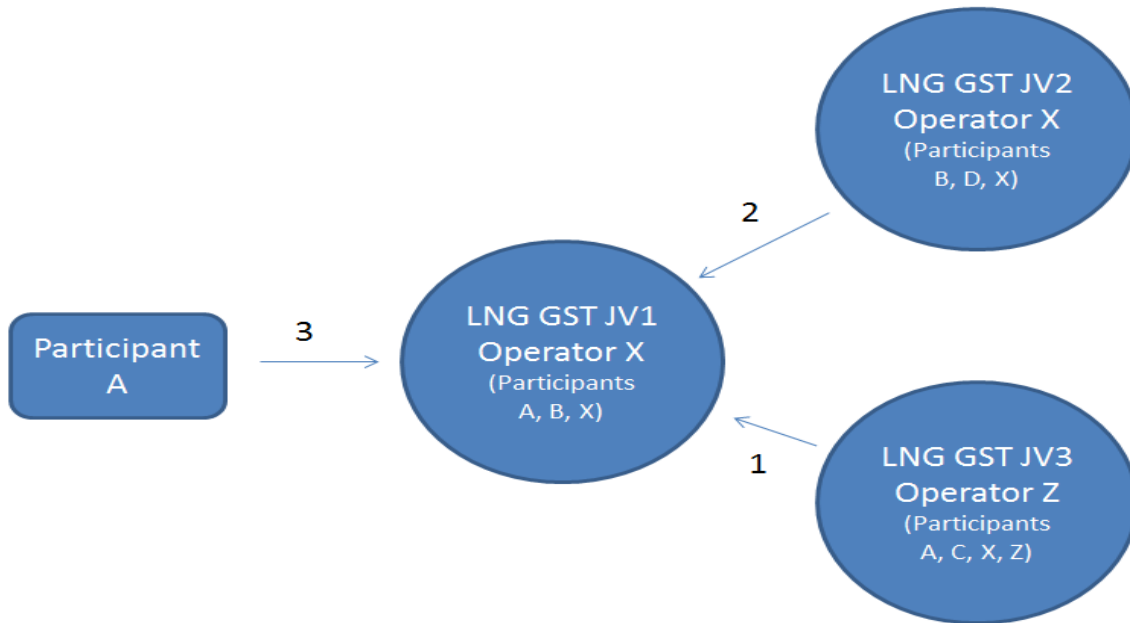 LNG GST JV2
Operator X
(Participants
B, D, X)
2
Participant
A
3
LNG GST JV1
Operator X
(Participants
A, B, X)
1
LNG GST JV3
Operator Z
(Participants
A, C, X, Z)